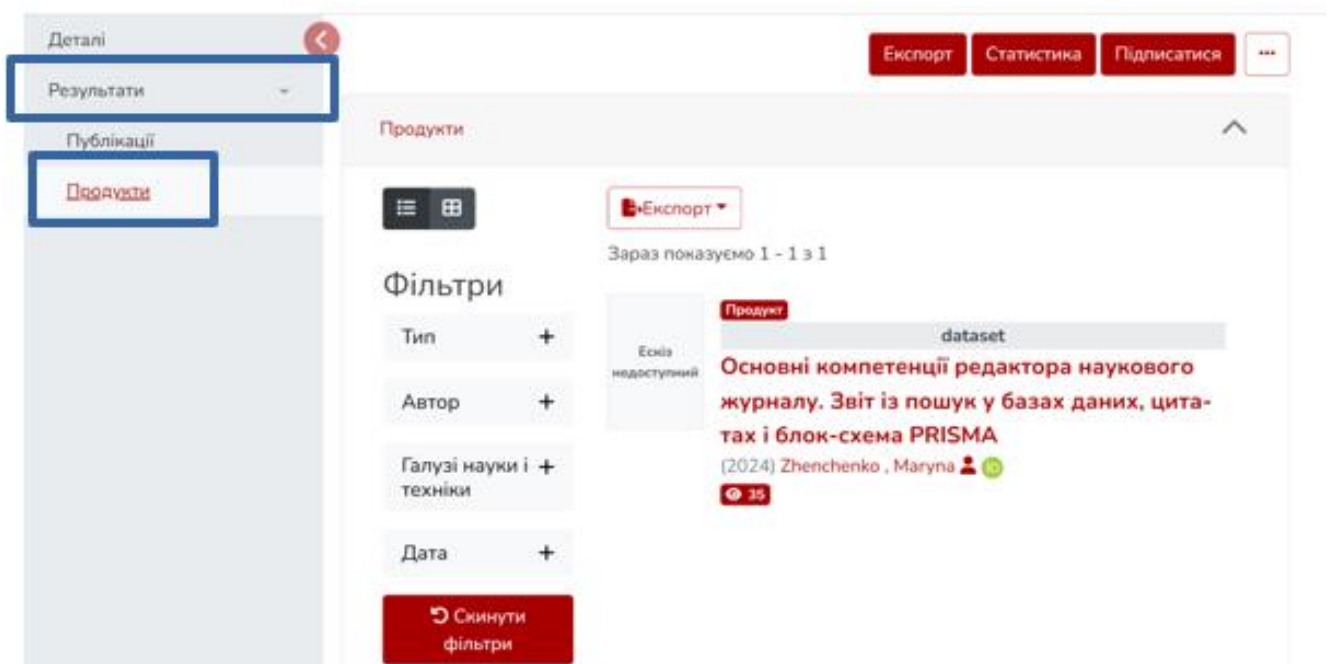 Деталі
Результати
Публікації
Продукти
Експорт Статистика Підписатися ...
Продукти
Експорт
Зараз показуємо 1 - 1 з 1
Фільтри
Тип +
Автор +
Галузі науки і +
техніки
Дата +
Скинути
фільтри
Ескіз
недоступний
Продукт
dataset
Основні компетенції редактора наукового
журналу. Звіт із пошук у базах даних, цита-
тах і блок-схема PRISMA
(2024) Zhenchenko , Maryna iD
35